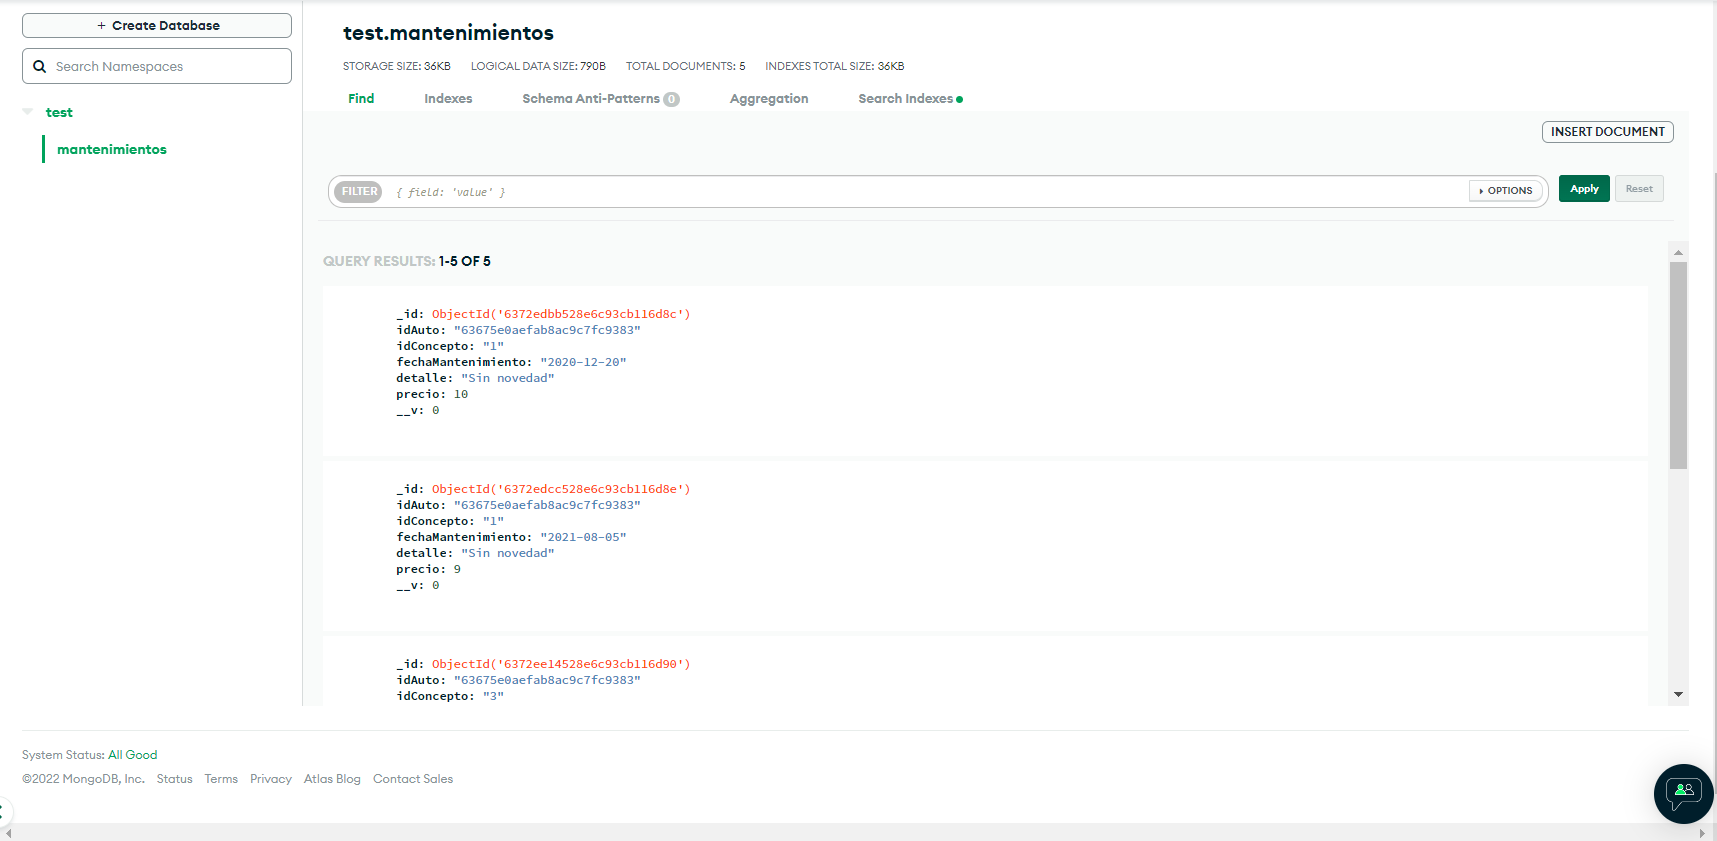 + Create Database
Search Namespaces
test
mantenimientos
test.mantenimientos
STORAGE SIZE: 36KB LOGICAL DATA SIZE: 790B TOTAL DOCUMENTS: 5 INDEXES TOTAL SIZE: 36KB
Find Indexes Schema Anti-Patterns 0 Aggregation Search Indexes
INSERT DOCUMENT
FILTER { field: 'value' } OPTIONS Apply Reset
QUERY RESULTS: 1-5 OF 5
_id: ObjectId('6372edbb528e6c93cb116d8c')
idAuto: "63675e0aefab8ac9c7fc9383"
idConcepto: "1"
fechaMantenimiento: "2020-12-20"
detalle: "Sin novedad"
precio: 10
__v: 0
_id: ObjectId('6372edcc528e6c93cb116d8e')
idAuto: "63675e0aefab8ac9c7fc9383"
idConcepto: "1"
fechaMantenimiento: "2021-08-05"
detalle: "Sin novedad"
precio: 9
__v: 0
_id: ObjectId('6372ee14528e6c93cb116d90')
idAuto: "63675e0aefab8ac9c7fc9383"
idConcepto: "3"
System Status: All Good
©2022 MongoDB, Inc. Status Terms Privacy Atlas Blog Contact Sales